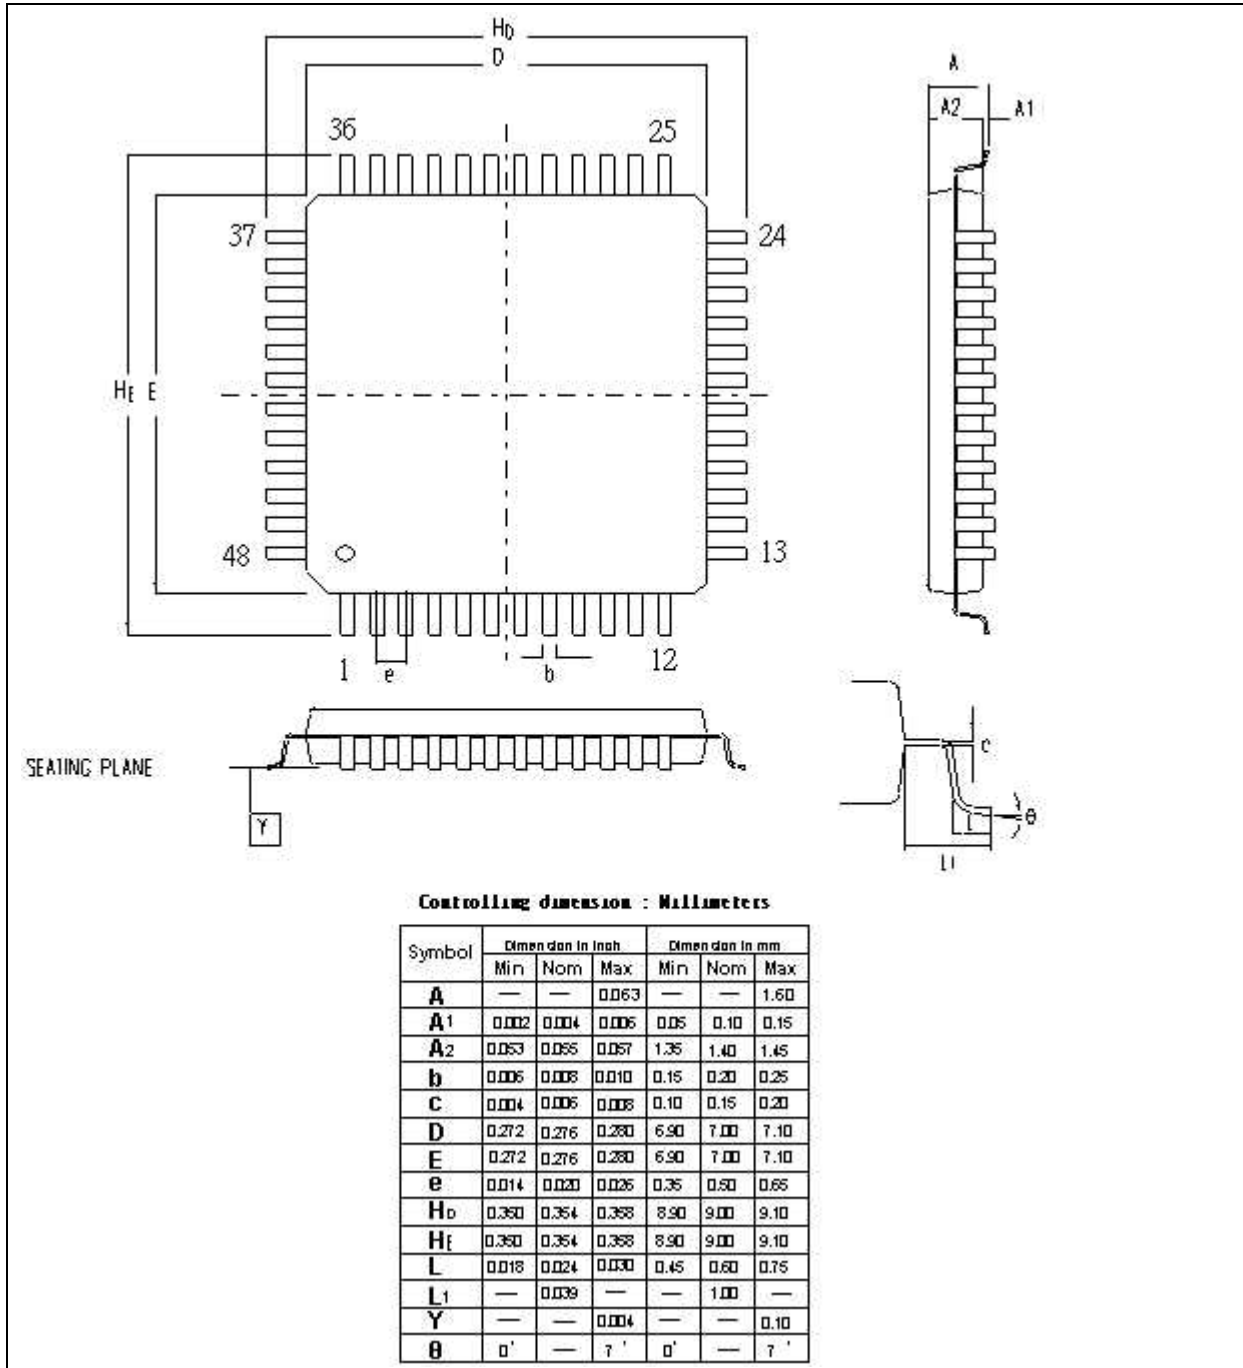 HD
D
A
A2 A1
36 25
37 24
HE E
48 13
1 e b 12
SEATING PLANE
Y
c
L θ
L1
Controlling dimension : Millimeters
Symbol Dimension in inch Dimension in mm
Min Nom Max Min Nom Max
A — — 0.063 — — 1.60
A1 0.002 0.004 0.006 0.05 0.10 0.15
A2 0.053 0.055 0.057 1.35 1.40 1.45
b 0.006 0.008 0.010 0.15 0.20 0.25
c 0.004 0.006 0.008 0.10 0.15 0.20
D 0.272 0.276 0.280 6.90 7.00 7.10
E 0.272 0.276 0.280 6.90 7.00 7.10
e 0.014 0.020 0.026 0.35 0.50 0.65
HD 0.350 0.354 0.358 8.90 9.00 9.10
HE 0.350 0.354 0.358 8.90 9.00 9.10
L 0.018 0.024 0.030 0.45 0.60 0.75
L1 — 0.039 — — 1.00 —
Y — — 0.004 — — 0.10
θ 0° — 7° 0° — 7°